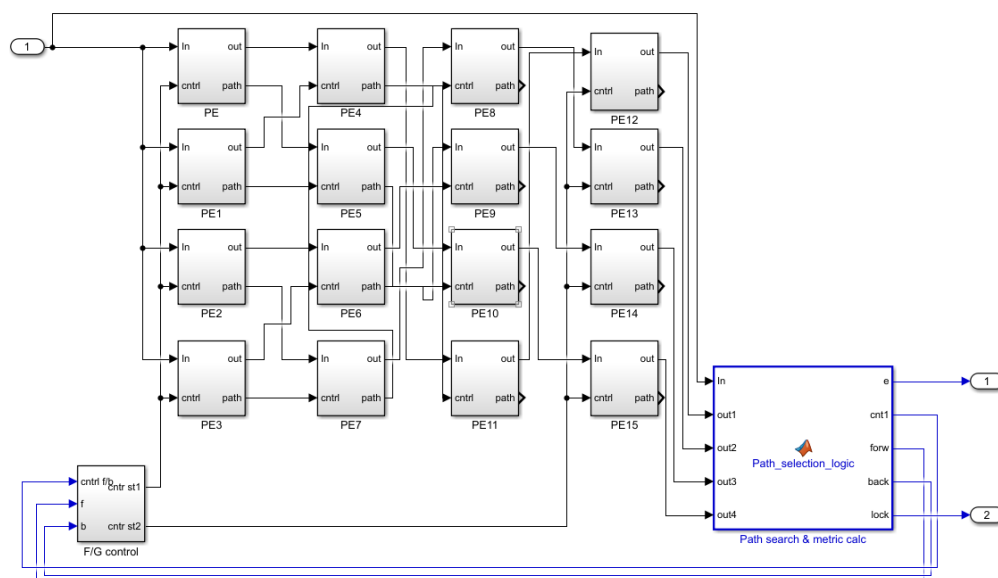 1
In out In out In out In out
cntrl path cntrl path cntrl path cntrl path
PE PE4 PE8 PE12
In out In out In out In out
cntrl path cntrl path cntrl path cntrl path
PE1 PE5 PE9 PE13
In out In out In out In out
cntrl path cntrl path cntrl path cntrl path
PE2 PE6 PE10 PE14
In out In out In out In out
cntrl path cntrl path cntrl path cntrl path
PE3 PE7 PE11 PE15
In e 1
out1 cnt1
out2 forw
Path_selection_logic
out3 back
out4 lock 2
Path search & metric calc
cntrl f/b cntr st1
f
b cntr st2
F/G control